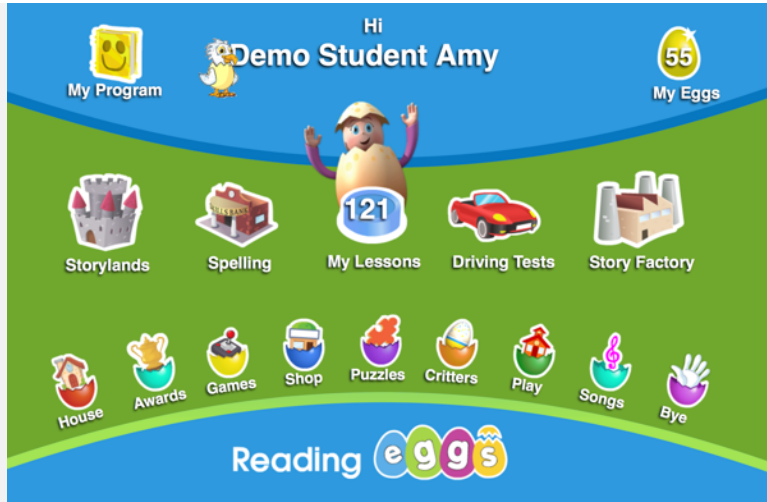 Hi
Demo Student Amy
My Program
55
My Eggs
121
Storylands
Spelling
My Lessons
Driving Tests
Story Factory
House
Awards
Games
Shop
Puzzles
Critters
Play
Songs
Bye
Reading eggs